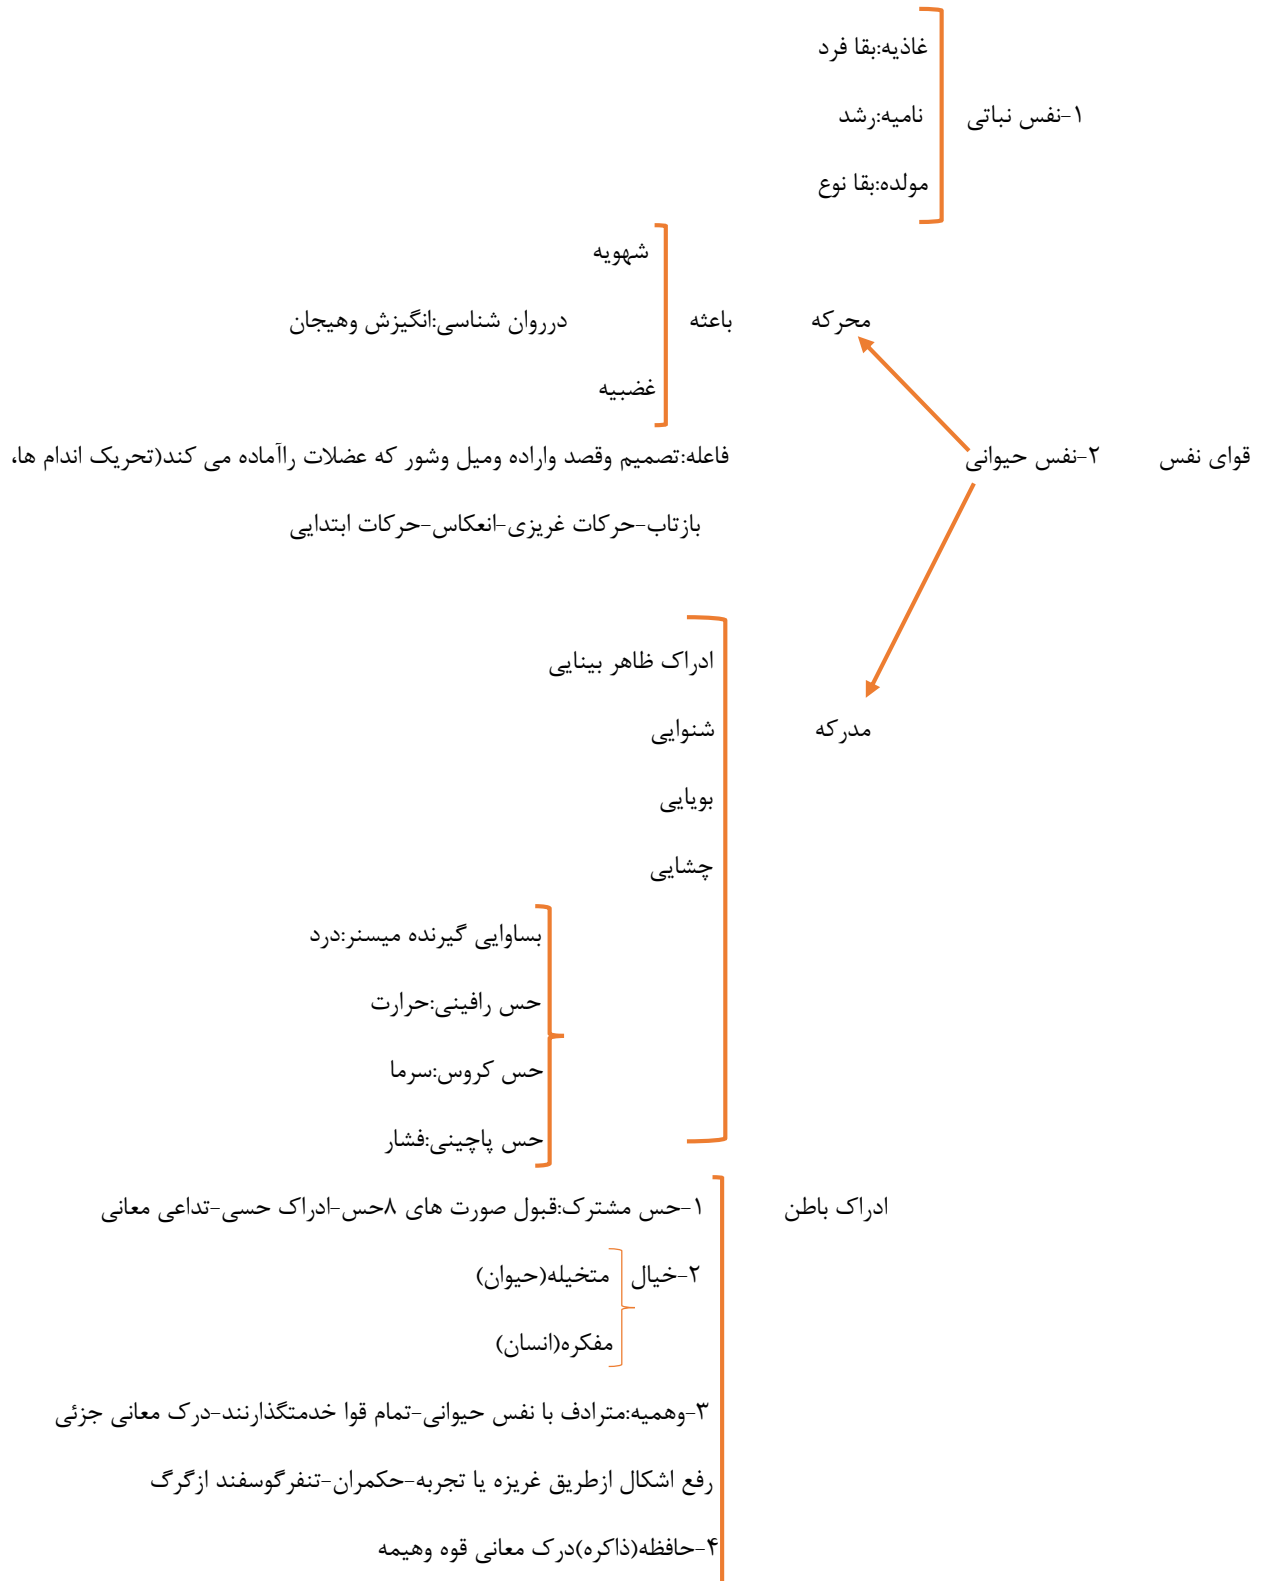 غاذیه:بقا فرد
۱-نفس نباتی نامیه:رشد
مولده:بقا نوع
شهویه
محرکه باعثه درروان شناسی:انگیزش وهیجان
غضبیه
قوای نفس ۲-نفس حیوانی فاعله:تصمیم وقصد واراده ومیل وشور که عضلات راآماده می کند(تحریک اندام ها،
بازتاب-حرکات غریزی-انعکاس-حرکات ابتدایی
ادراک ظاهر بینایی
مدرکه شنوایی
بویایی
چشایی
بساوایی گیرنده میسنر:درد
حس رافینی:حرارت
حس کروس:سرما
حس پاچینی:فشار
ادراک باطن ۱-حس مشترک:قبول صورت های ۸حس-ادراک حسی-تداعی معانی
۲-خیال متخیله(حیوان)
مفکره(انسان)
۳-وهمیه:مترادف با نفس حیوانی-تمام قوا خدمتگذارنند-درک معانی جزئی
رفع اشکال ازطریق غریزه یا تجربه-حکمران-تنفرگوسفند ازگرگ
۴-حافظه(ذاکره)درک معانی قوه وهیمه